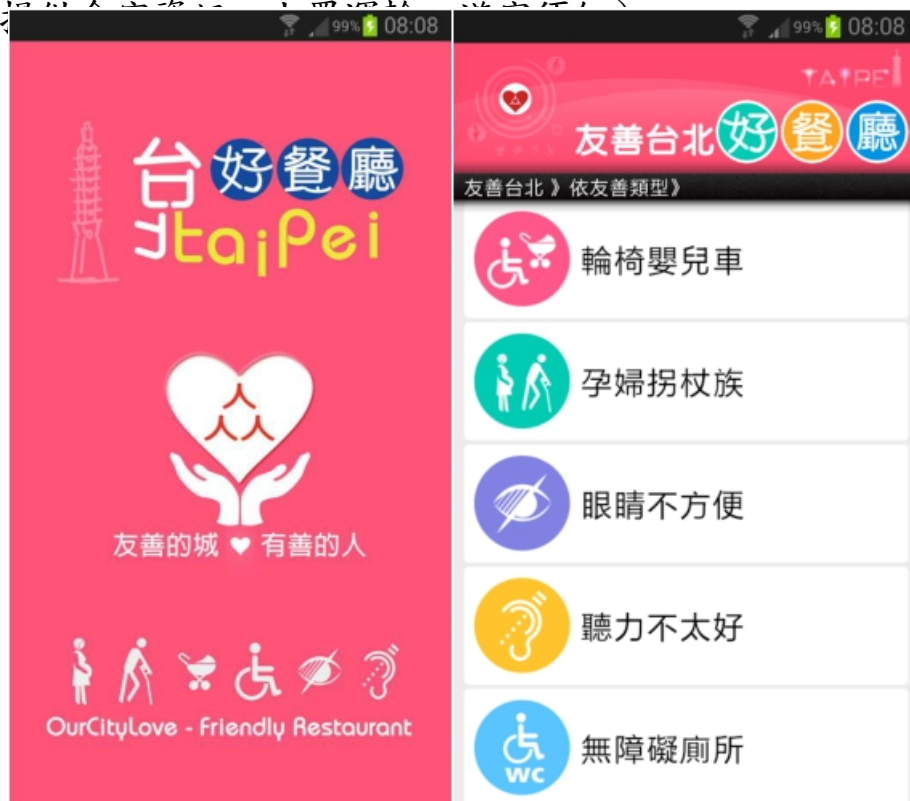 99% 08:08
台北
好餐廳
taipei
友善的城 有善的人
OurCityLove - Friendly Restaurant
99% 08:08
TAIPEI
友善台北好餐廳
友善台北》依友善類型》
輪椅嬰兒車
孕婦拐杖族
眼睛不方便
聽力不太好
無障礙廁所
WC